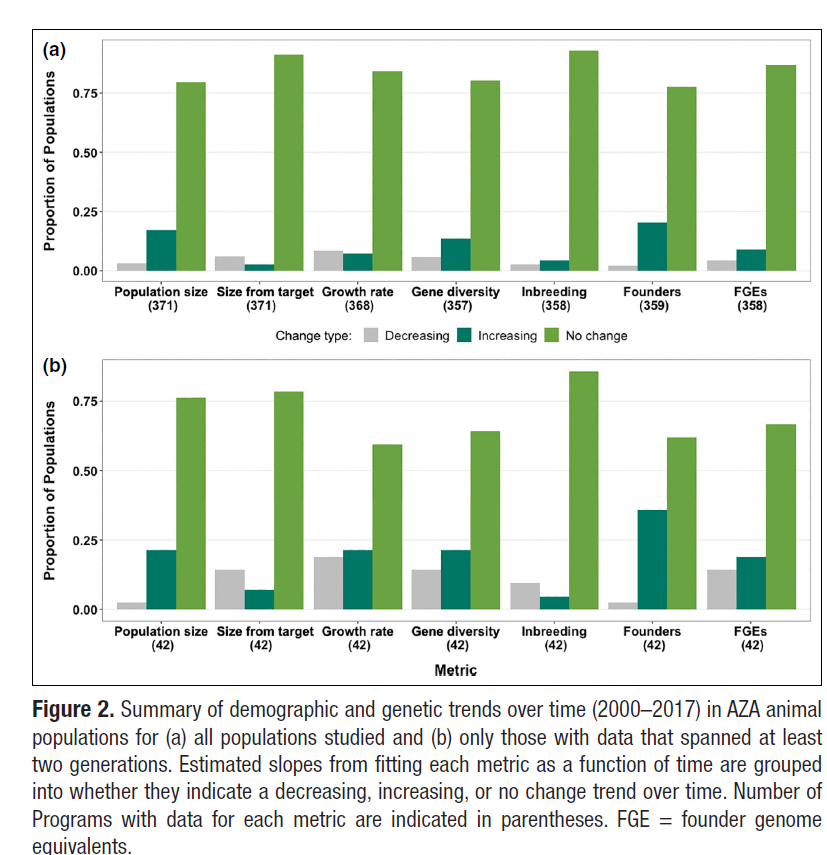 (a)
Proportion of Populations
0.75
0.50
0.25
0.00
Population size Size from target Growth rate Gene diversity Inbreeding Founders FGEs
(371) (371) (368) (357) (358) (359) (358)
Change type: Decreasing Increasing No change
(b)
Proportion of Populations
0.75
0.50
0.25
0.00
Population size Size from target Growth rate Gene diversity Inbreeding Founders FGEs
(42) (42) (42) (42) (42) (42) (42)
Metric
Figure 2. Summary of demographic and genetic trends over time (2000–2017) in AZA animal
populations for (a) all populations studied and (b) only those with data that spanned at least
two generations. Estimated slopes from fitting each metric as a function of time are grouped
into whether they indicate a decreasing, increasing, or no change trend over time. Number of
Programs with data for each metric are indicated in parentheses. FGE = founder genome
equivalents.